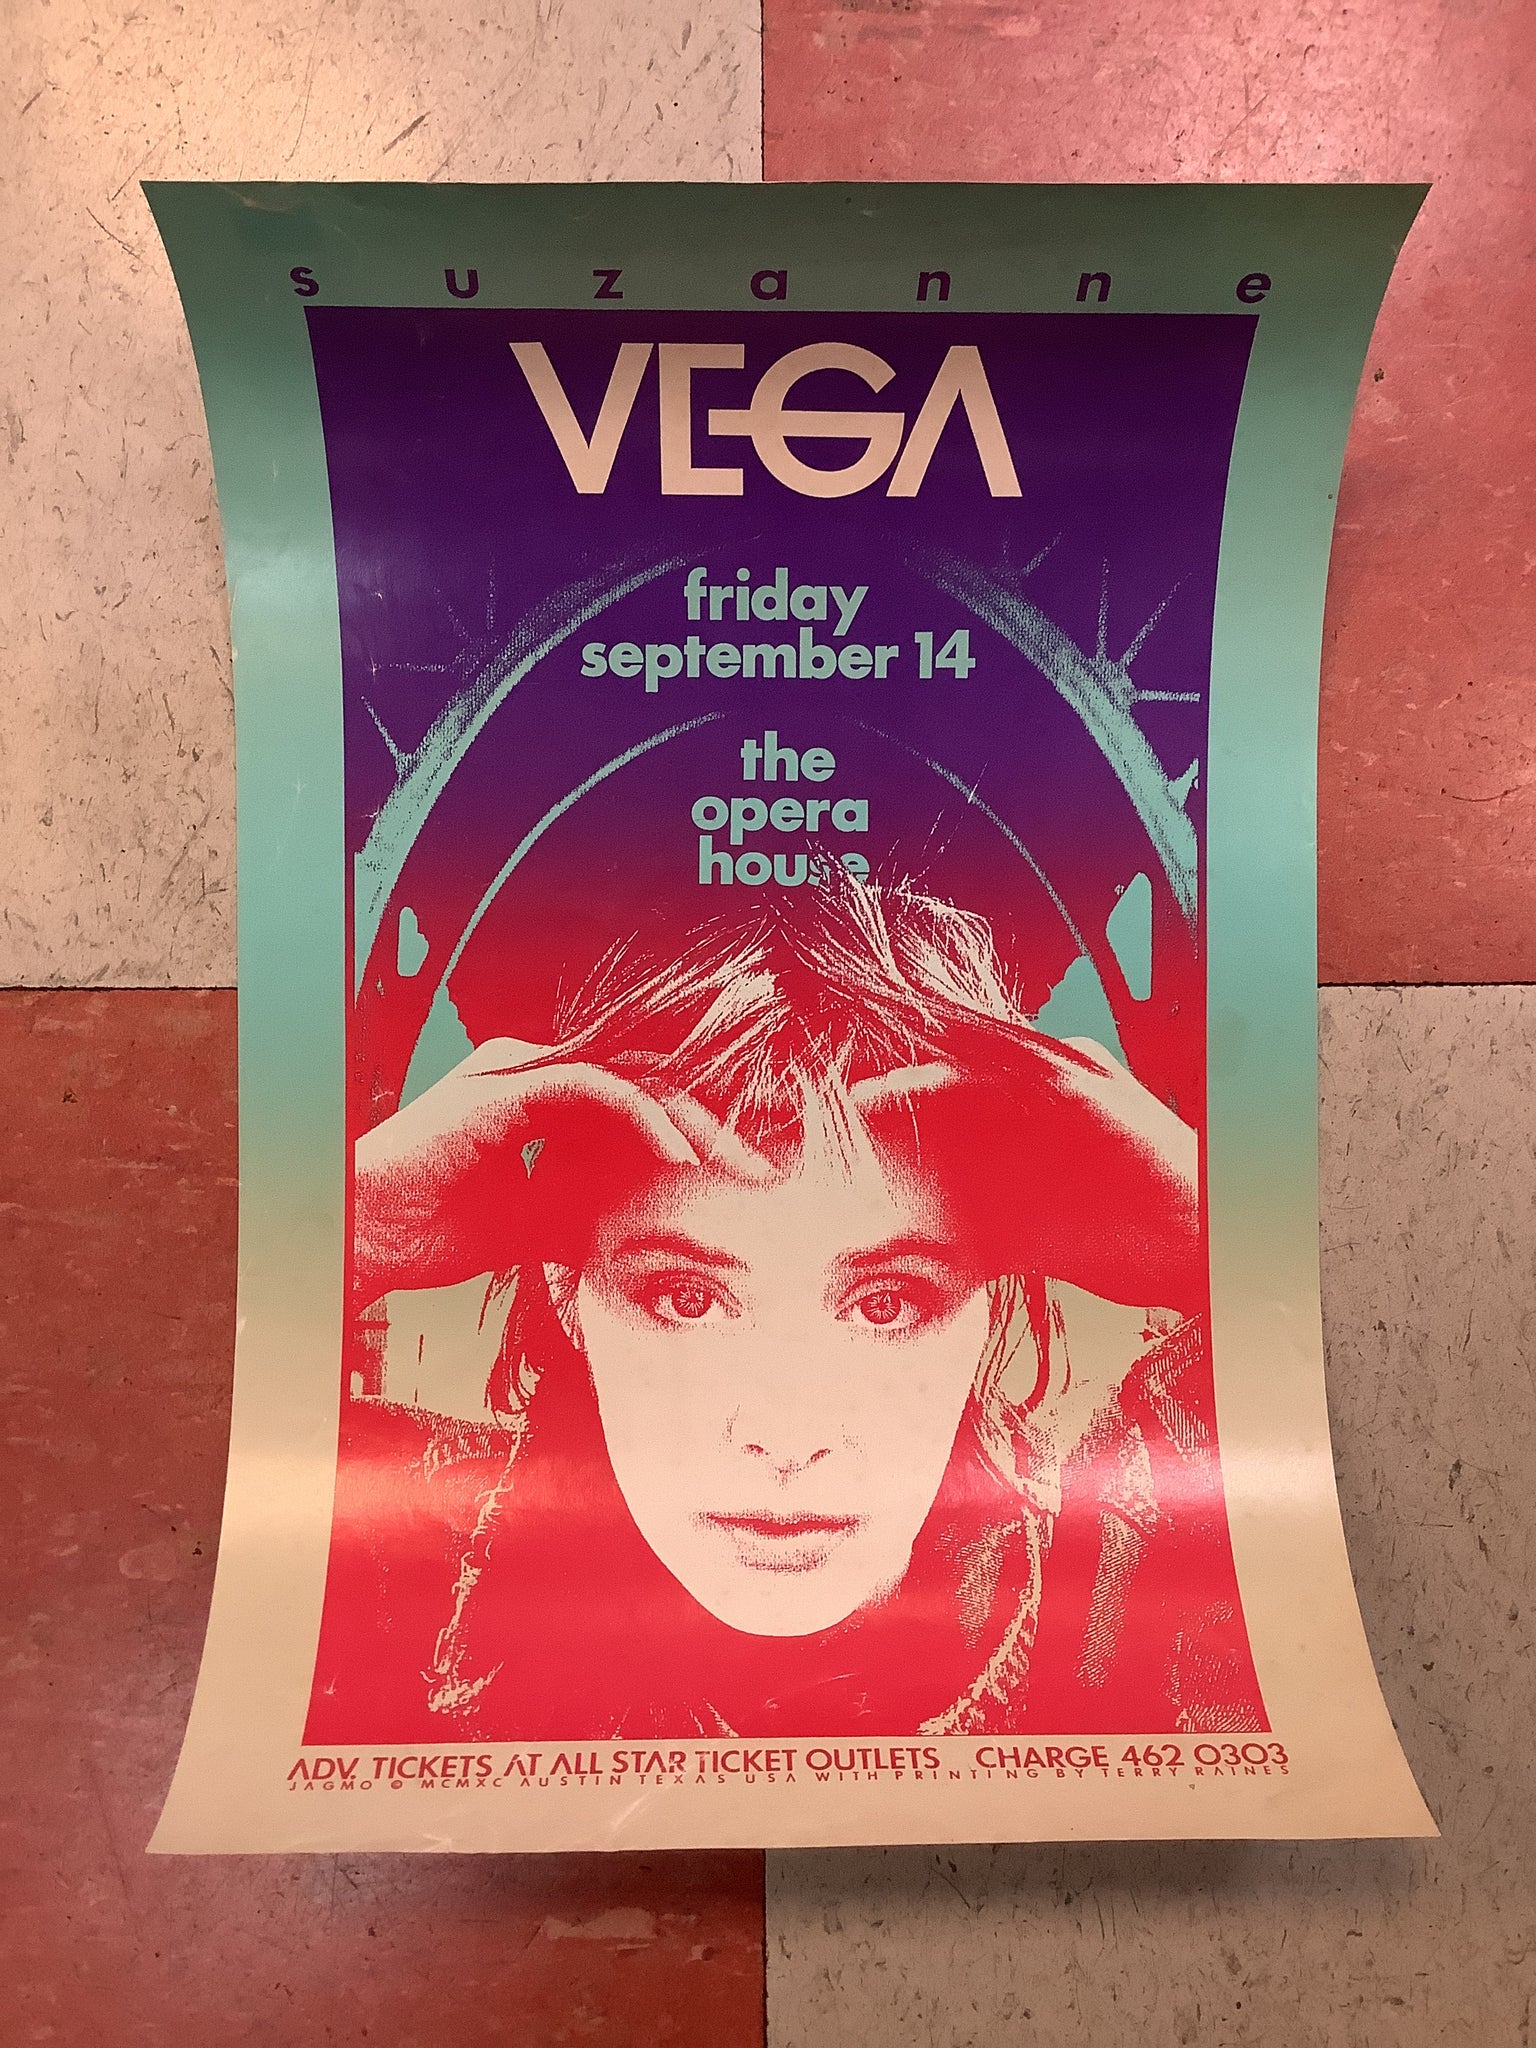 suzanne
VEGA
friday
september 14
the
opera
house
ADV. TICKETS AT ALL STAR TICKET OUTLETS CHARGE 462 0303
JAGMO © MCMXC AUSTIN TEXAS USA WITH PRINTING BY TERRY RAINES